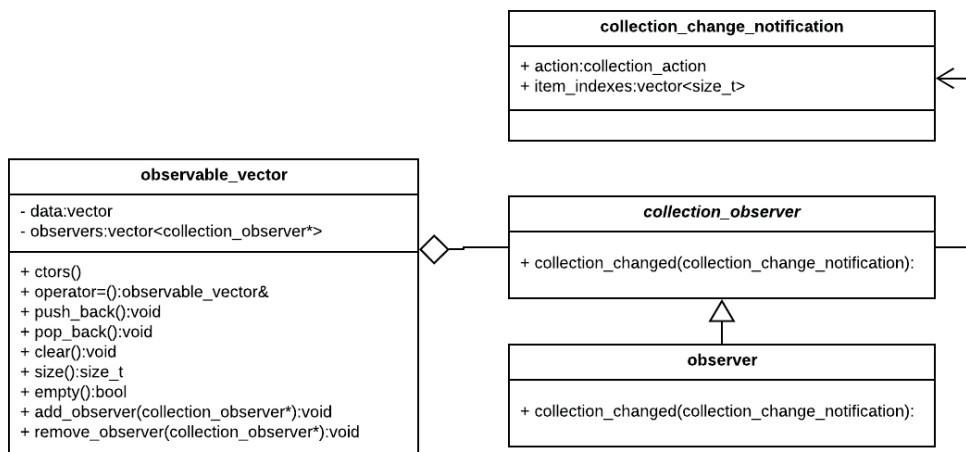 collection_change_notification
+ action:collection_action
+ item_indexes:vector<size_t>
observable_vector
- data:vector
- observers:vector<collection_observer*>
+ ctors()
+ operator=():observable_vector&
+ push_back():void
+ pop_back():void
+ clear():void
+ size():size_t
+ empty():bool
+ add_observer(collection_observer*):void
+ remove_observer(collection_observer*):void
collection_observer
+ collection_changed(collection_change_notification):
observer
+ collection_changed(collection_change_notification):